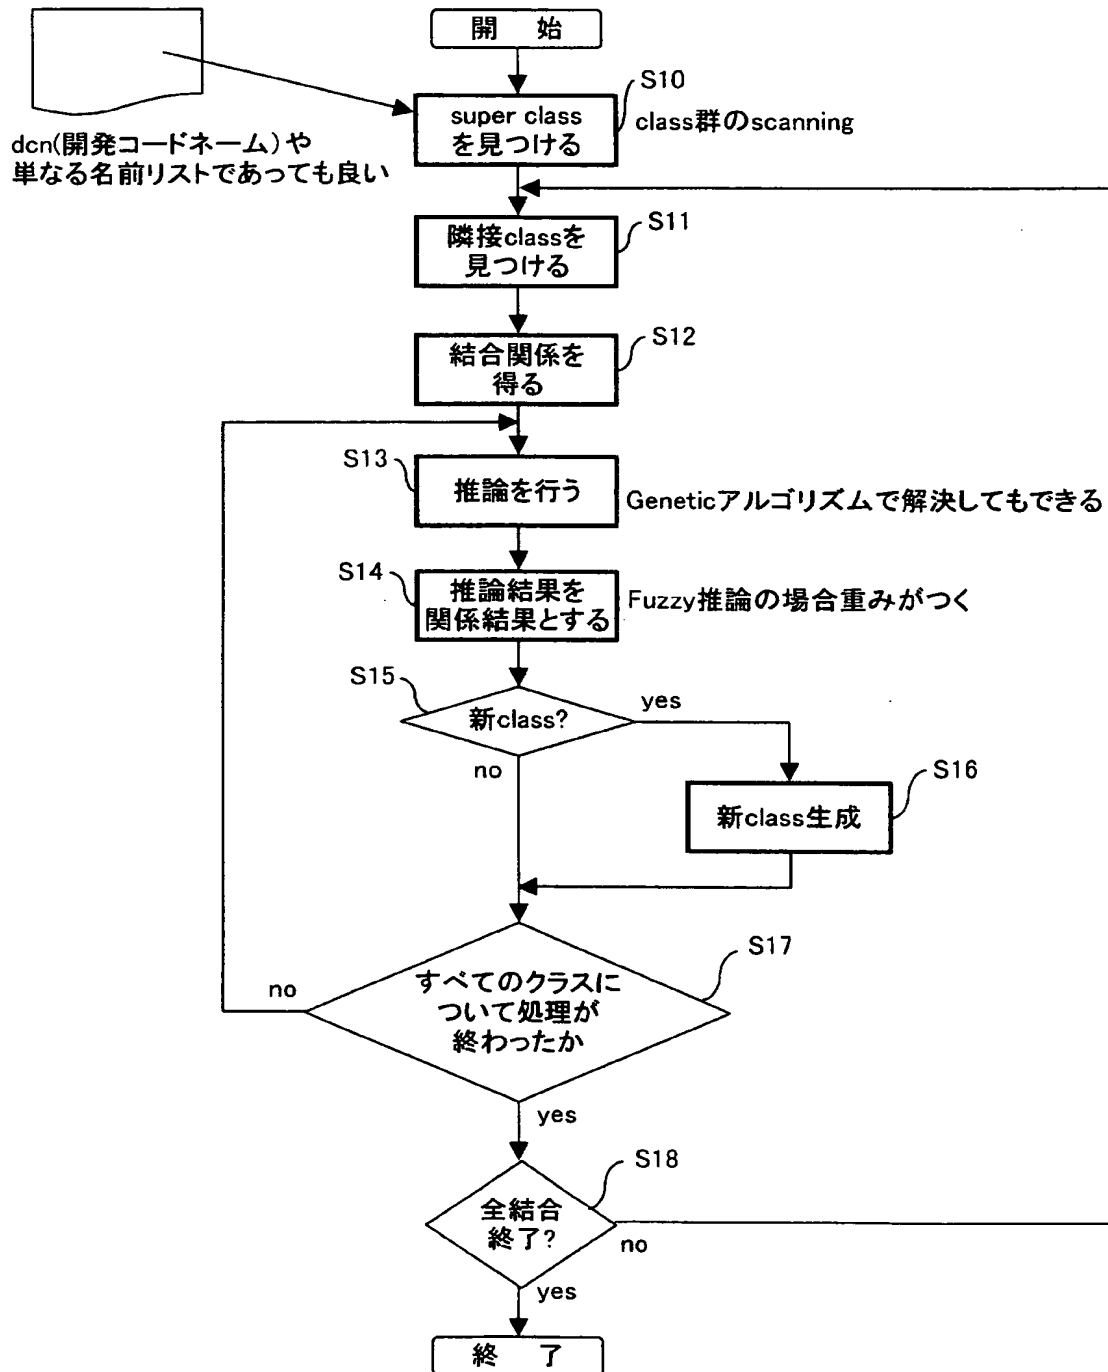 開 始
S10
super class
を見つける
class群のscanning
dcn(開発コードネーム)や
単なる名前リストであっても良い
S11
隣接classを
見つける
S12
結合関係を
得る
S13
推論を行う
Geneticアルゴリズムで解決してもできる
S14
推論結果を
関係結果とする
Fuzzy推論の場合重みがつく
S15
新class?
yes
no
S16
新class生成
S17
すべてのクラスに
ついて処理が
終わったか
no
yes
S18
全結合
終了?
no
yes
終 了